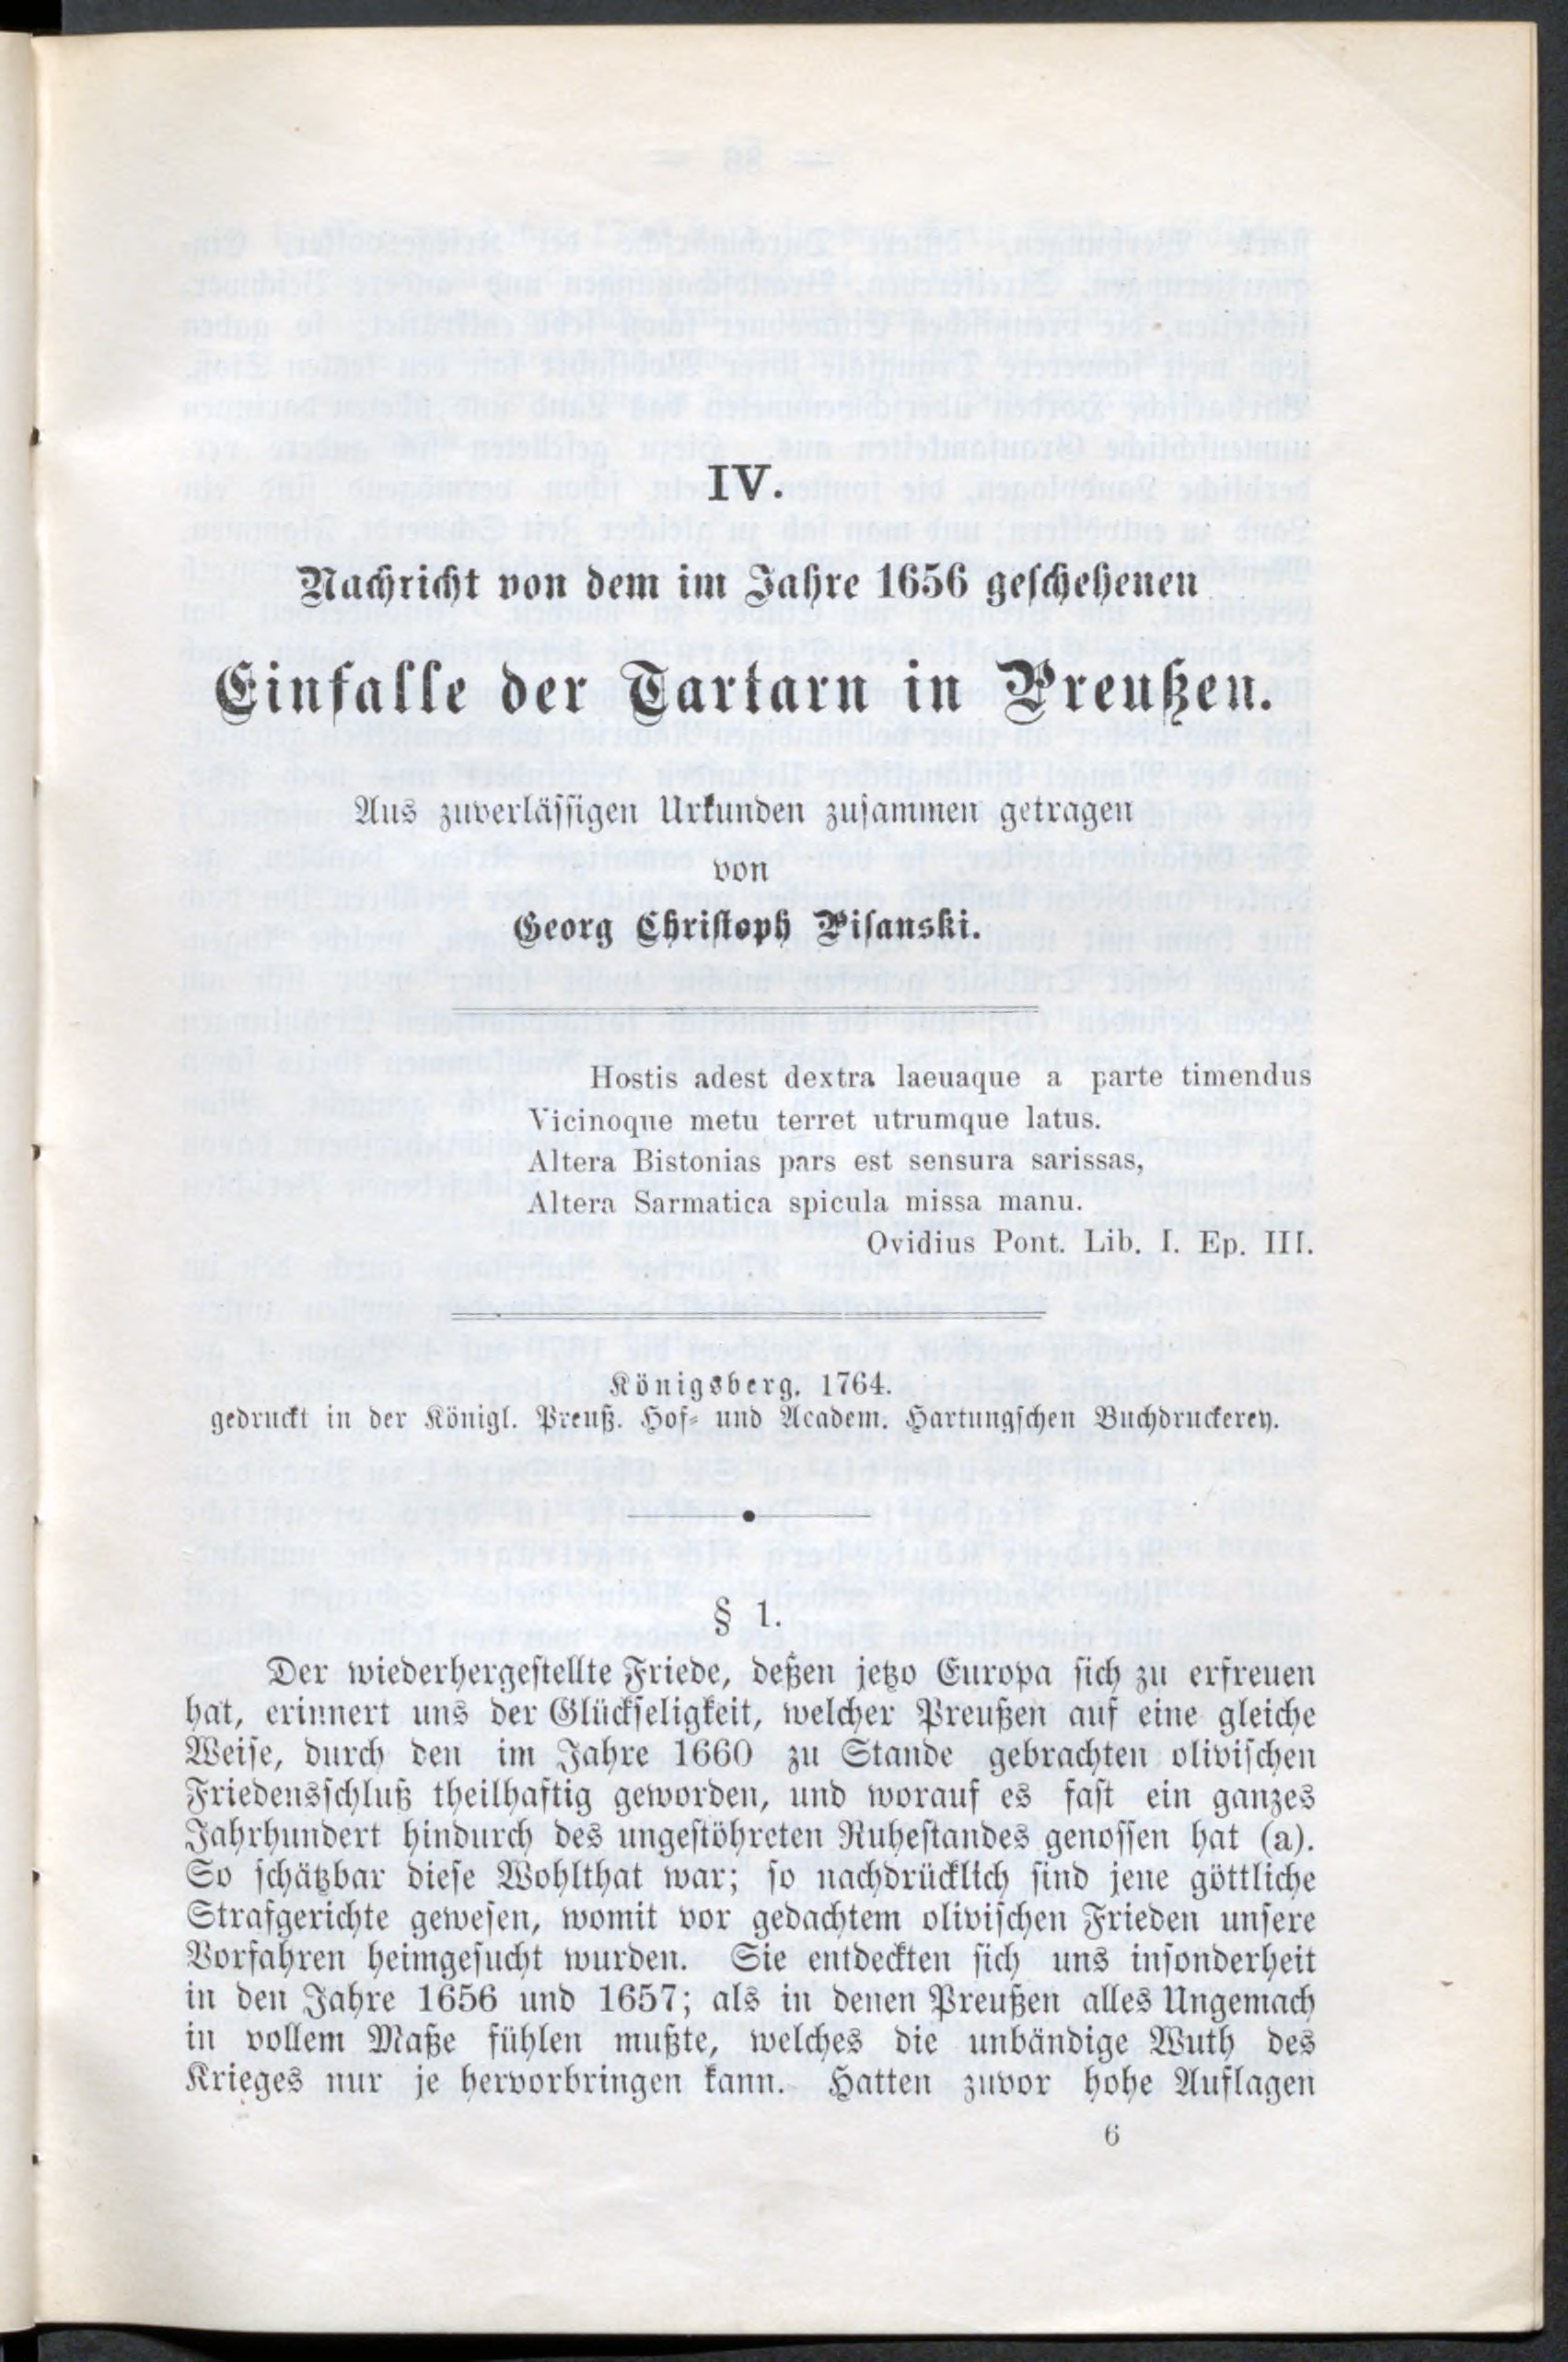 IV.
Nachricht von dem im Jahre 1656 geschehenen
Einfalle der Tartarn in Preußen.
Aus zuverlässigen Urkunden zusammen getragen
von
Georg Christoph Pisanski.
Hostis adest dextra laeuaque a parte timendus
Vicinoque metu terret utrumque latus.
Altera Bistonias pars est sensura sarissas,
Altera Sarmatica spicula missa manu.
Ovidius Pont. Lib. I. Ep. III.
Königsberg, 1764.
gedruckt in der Königl. Preuß. Hof- und Academ. Hartungschen Buchdruckerey.
§ 1.
Der wiederhergestellte Friede, deßen jetzo Europa sich zu erfreuen
hat, erinnert uns der Glückseligkeit, welcher Preußen auf eine gleiche
Weise, durch den im Jahre 1660 zu Stande gebrachten olivischen
Friedensschluß theilhaftig geworden, und worauf es fast ein ganzes
Jahrhundert hindurch des ungestöhreten Ruhestandes genossen hat (a).
So schätzbar diese Wohlthat war; so nachdrücklich sind jene göttliche
Strafgerichte gewesen, womit vor gedachtem olivischen Frieden unsere
Vorfahren heimgesucht wurden. Sie entdeckten sich uns insonderheit
in den Jahre 1656 und 1657; als in denen Preußen alles Ungemach
in vollem Maße fühlen mußte, welches die unbändige Wuth des
Krieges nur je hervorbringen kann. Hatten zuvor hohe Auflagen
6